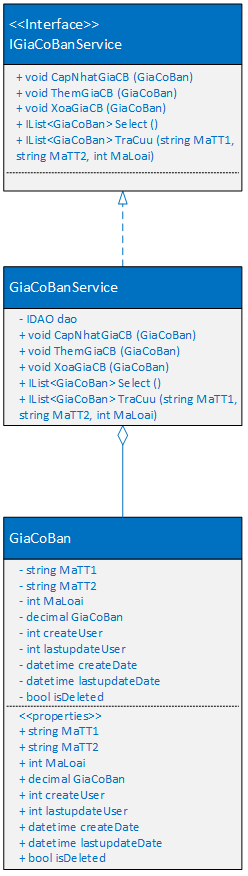 <<Interface>>
IGiaCoBanService
+ void CapNhatGiaCB (GiaCoBan)
+ void ThemGiaCB (GiaCoBan)
+ void XoaGiaCB (GiaCoBan)
+ IList<GiaCoBan> Select ()
+ IList<GiaCoBan> TraCuu (string MaTT1,
string MaTT2, int MaLoai)
GiaCoBanService
- IDAO dao
+ void CapNhatGiaCB (GiaCoBan)
+ void ThemGiaCB (GiaCoBan)
+ void XoaGiaCB (GiaCoBan)
+ IList<GiaCoBan> Select ()
+ IList<GiaCoBan> TraCuu (string MaTT1,
string MaTT2, int MaLoai)
GiaCoBan
- string MaTT1
- string MaTT2
- int MaLoai
- decimal GiaCoBan
- int createUser
- int lastupdateUser
- datetime createDate
- datetime lastupdateDate
- bool isDeleted
<<properties>>
+ string MaTT1
+ string MaTT2
+ int MaLoai
+ decimal GiaCoBan
+ int createUser
+ int lastupdateUser
+ datetime createDate
+ datetime lastupdateDate
+ bool isDeleted